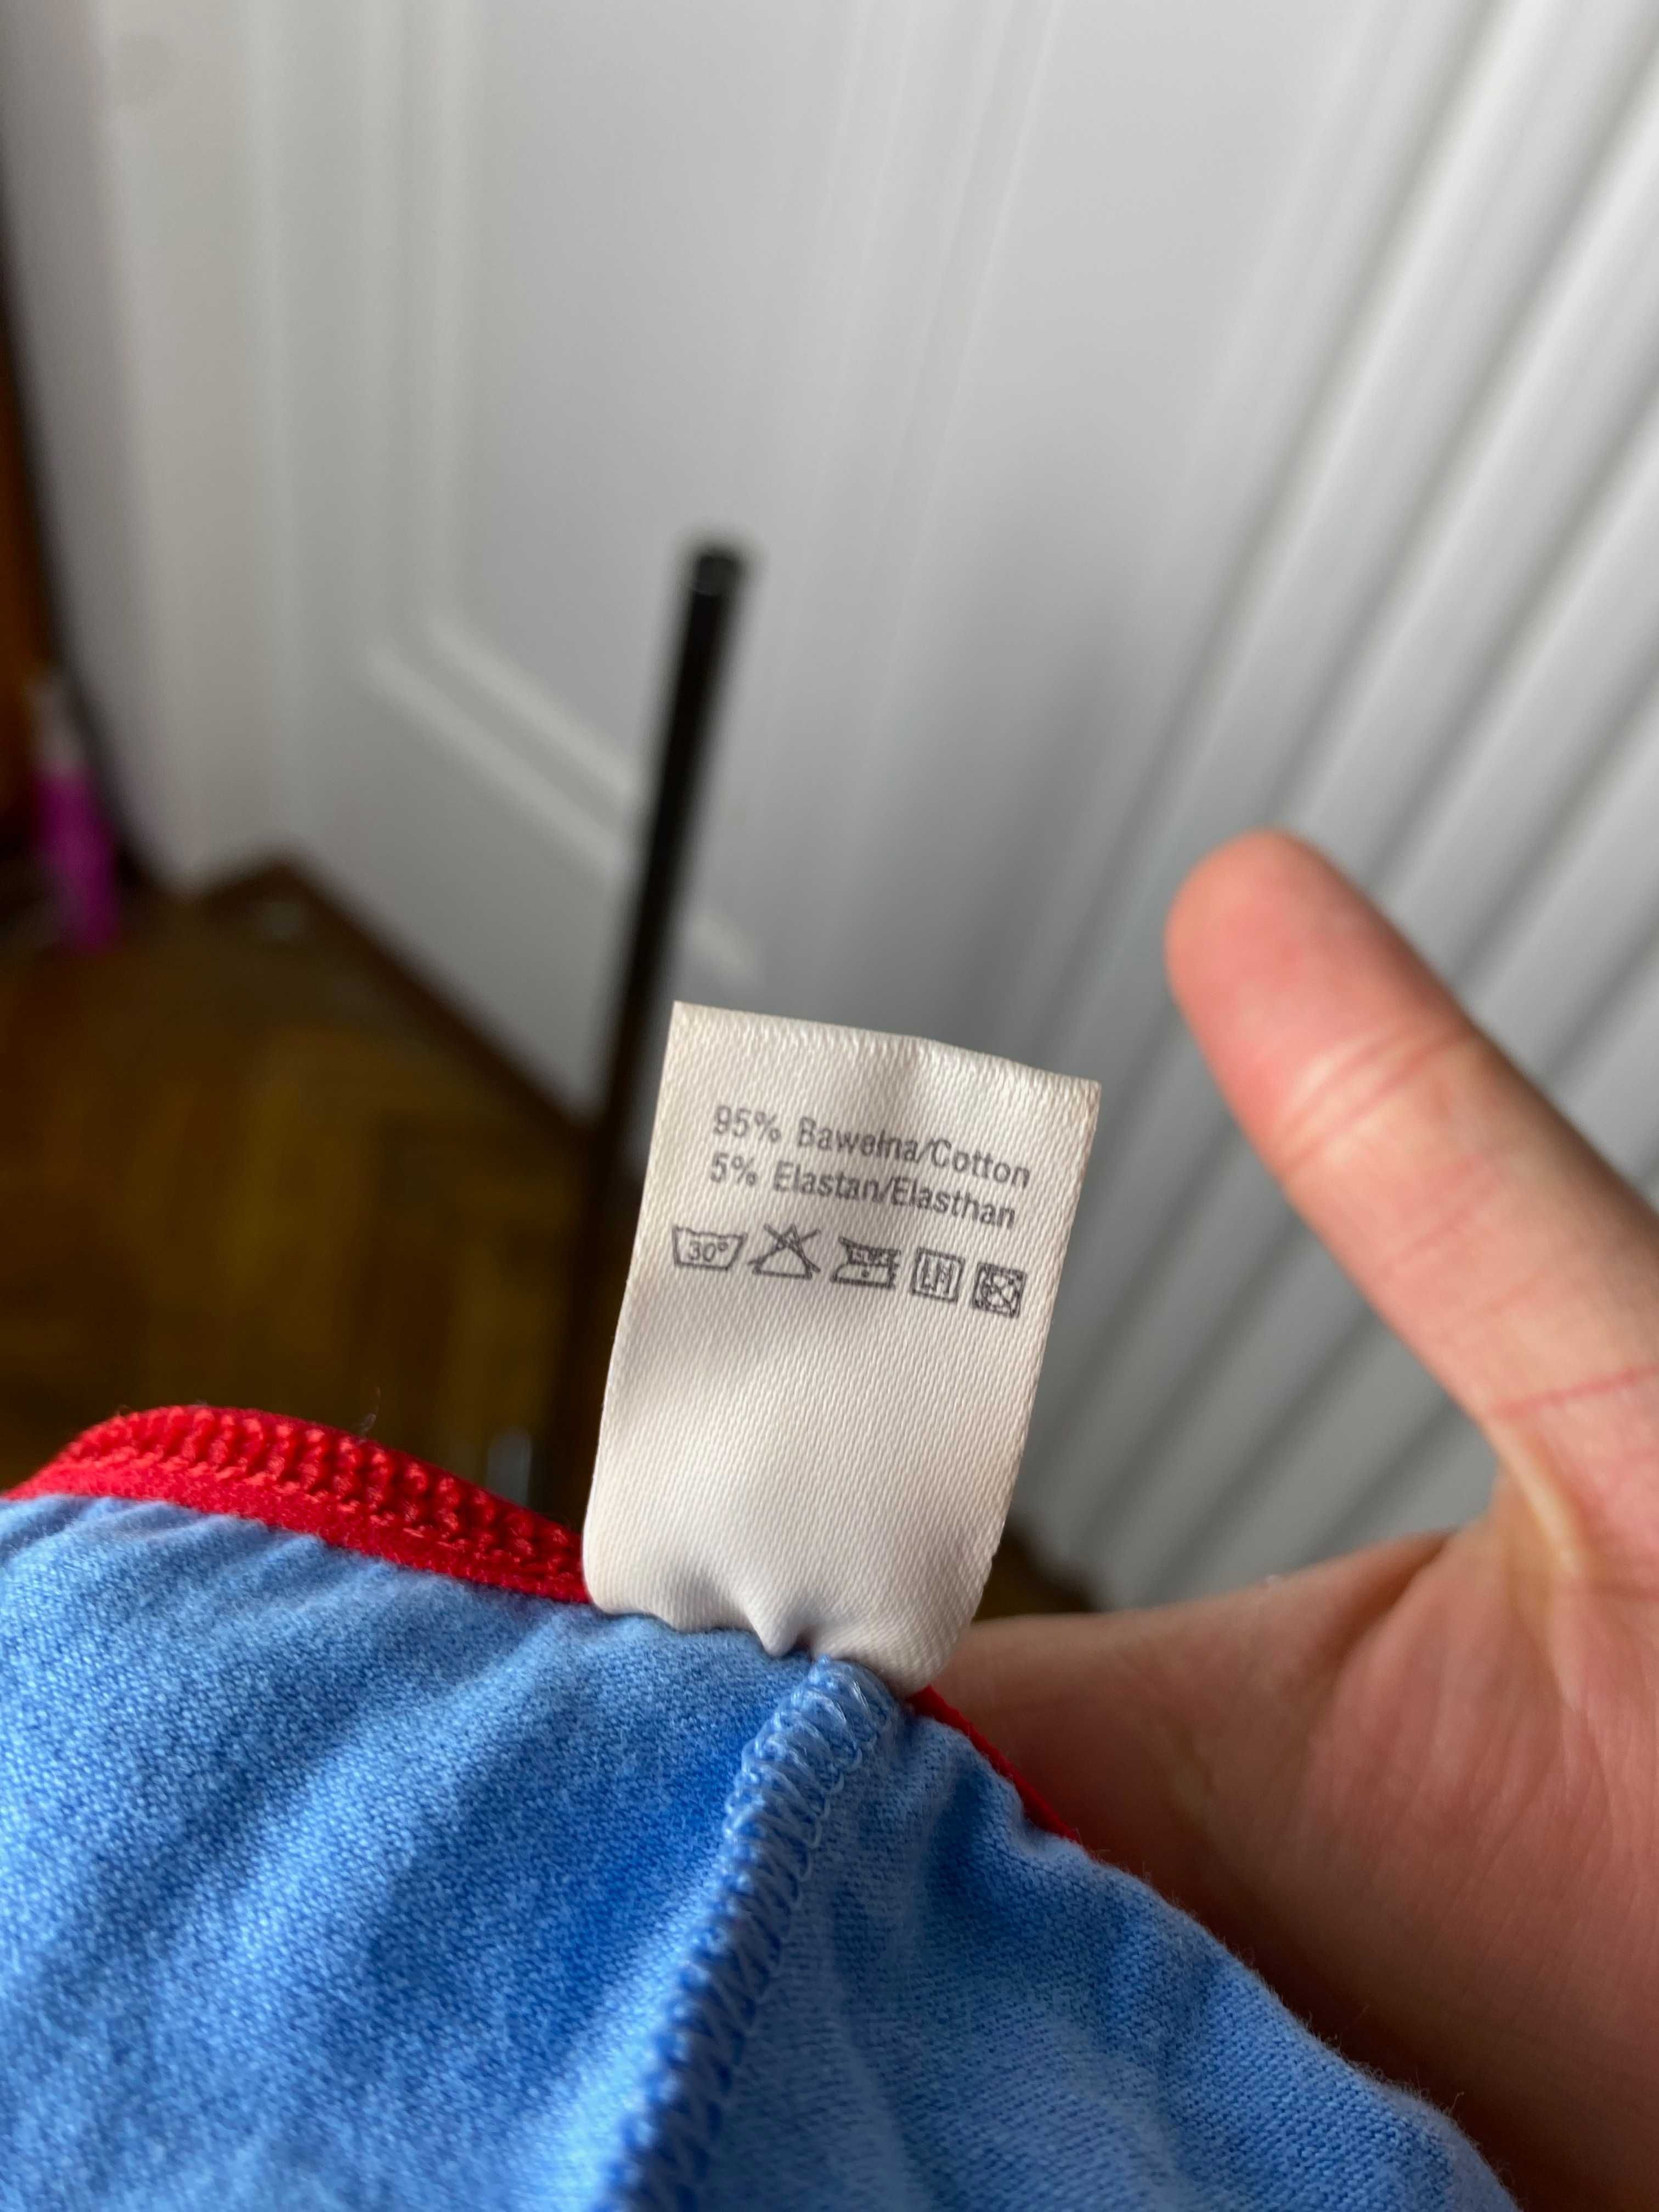 95% Bawełna/Cotton
5% Elastan/Elasthan
30°